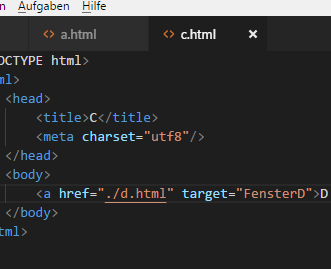 n Aufgaben Hilfe
<> a.html <> c.html ×
OCTYPE html>
ml>
<head>
<title>C</title>
<meta charset="utf8"/>
</head>
<body>
<a href="./d.html" target="FensterD">D
</body>
tml>